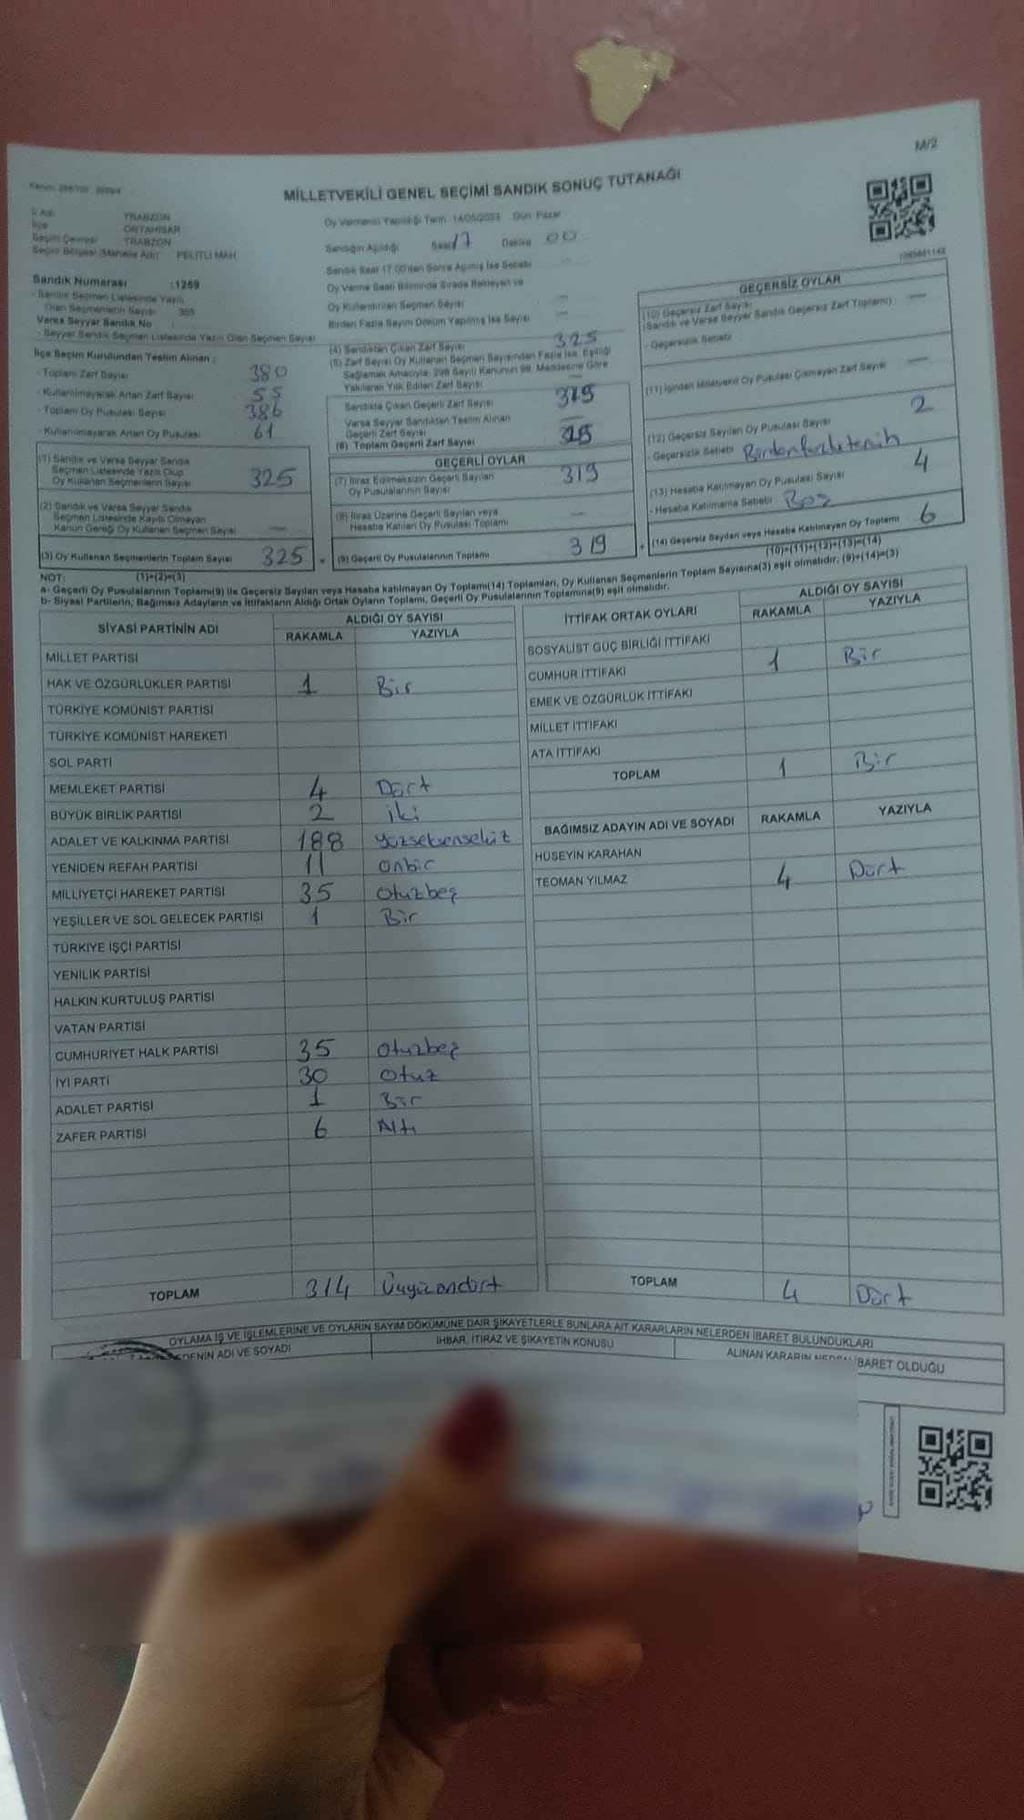 M/2
MİLLETVEKİLİ GENEL SEÇİMİ SANDIK SONUÇ TUTANAĞI
TRABZON
Oy Vermenin Yapıldığı Tarih: 14/05/2023 Gün: Pazar
İlçe ORTAHİSAR
Seçim Çevresi TRABZON
Sandığın Açıldığı Saat 17 Dakika 00
Seçim Bölgesi (Mahalle Adı): PELİTLİ MAH.
Sandık Saat 17.00'den Sonra Açılmış İse Sebebi
Sandık Numarası :1269
Oy Verme Saati Bitiminde Sırada Bekleyen ve
Oy Kullandırılan Seçmen Sayısı
- Sandık Seçmen Listesinde Yazılı
Olan Seçmenlerin Sayısı
Birden Fazla Sayım Döküm Yapılmış İse Sayısı
Varsa Seyyar Sandık No
- Seyyar Sandık Seçmen Listesinde Yazılı Olan Seçmen Sayısı
(4) Sandıktan Çıkan Zarf Sayısı 325
İlçe Seçim Kurulundan Teslim Alınan :
- Toplam Zarf Sayısı 380
- Kullanılmayarak Artan Zarf Sayısı 55
- Toplam Oy Pusulası Sayısı 386
- Kullanılmayarak Artan Oy Pusulası 61
(5) Zarf Sayısı Oy Kullanan Seçmen Sayısından Fazla İse, Eşitliği
Sağlamak Amacıyla, 298 Sayılı Kanunun 98. Maddesine Göre
Yakılarak Yok Edilen Zarf Sayısı
Sandıkta Çıkan Geçerli Zarf Sayısı 325
Varsa Seyyar Sandıktan Teslim Alınan
Geçerli Zarf Sayısı
(6) Toplam Geçerli Zarf Sayısı 325
(1) Sandık ve Varsa Seyyar Sandık
Seçmen Listesinde Yazılı Olup
Oy Kullanan Seçmenlerin Sayısı 325
(2) Sandık ve Varsa Seyyar Sandık
Seçmen Listesinde Kayıtlı Olmayan
Kanun Gereği Oy Kullanan Seçmen Sayısı
(3) Oy Kullanan Seçmenlerin Toplam Sayısı 325
GEÇERLİ OYLAR
(7) İtiraz Edilmeksizin Geçerli Sayılan
Oy Pusulalarının Sayısı 319
(8) İtiraz Üzerine Geçerli Sayılan veya
Hesaba Katılan Oy Pusulası Toplamı
(9) Geçerli Oy Pusulalarının Toplamı 319
GEÇERSİZ OYLAR
(10) Geçersiz Zarf Sayısı
(Sandık ve Varsa Seyyar Sandık Geçersiz Zarf Toplamı)
- Geçersizlik Sebebi
(11) İçinden Milletvekili Oy Pusulası Çıkmayan Zarf Sayısı
(12) Geçersiz Sayılan Oy Pusulası Sayısı 2
- Geçersizlik Sebebi
(13) Hesaba Katılmayan Oy Pusulası Sayısı 4
- Hesaba Katılmama Sebebi Boş
(14) Geçersiz Sayılan veya Hesaba Katılmayan Oy Toplamı 6
(10)+(11)+(12)+(13)=(14)
NOT: (1)+(2)=(3)
a- Geçerli Oy Pusulalarının Toplamı(9) ile Geçersiz Sayılan veya Hesaba katılmayan Oy Toplamı(14) Toplamları, Oy Kullanan Seçmenlerin Toplam Sayısına(3) eşit olmalıdır. (9)+(14)=(3)
b- Siyasi Partilerin, Bağımsız Adayların ve İttifakların Aldığı Ortak Oyların Toplamı, Geçerli Oy Pusulalarının Toplamına(9) eşit olmalıdır.
SİYASİ PARTİNİN ADI ALDIĞI OY SAYISI
RAKAMLA YAZIYLA
MİLLET PARTİSİ
HAK VE ÖZGÜRLÜKLER PARTİSİ 1 Bir
TÜRKİYE KOMÜNİST PARTİSİ
TÜRKİYE KOMÜNİST HAREKETİ
SOL PARTİ
MEMLEKET PARTİSİ 4 Dört
BÜYÜK BİRLİK PARTİSİ 2 iki
ADALET VE KALKINMA PARTİSİ 188 yüzseksensekiz
YENİDEN REFAH PARTİSİ 11 onbir
MİLLİYETÇİ HAREKET PARTİSİ 35 otuzbeş
YEŞİLLER VE SOL GELECEK PARTİSİ 1 Bir
TÜRKİYE İŞÇİ PARTİSİ
YENİLİK PARTİSİ
HALKIN KURTULUŞ PARTİSİ
VATAN PARTİSİ
CUMHURİYET HALK PARTİSİ 35 otuzbeş
İYİ PARTİ 30 otuz
ADALET PARTİSİ 1 Bir
ZAFER PARTİSİ 6 Altı
TOPLAM 314 Üçyüzondört
İTTİFAK ORTAK OYLARI ALDIĞI OY SAYISI
RAKAMLA YAZIYLA
SOSYALİST GÜÇ BİRLİĞİ İTTİFAKI
CUMHUR İTTİFAKI 1 Bir
EMEK VE ÖZGÜRLÜK İTTİFAKI
MİLLET İTTİFAKI
ATA İTTİFAKI
TOPLAM 1 Bir
BAĞIMSIZ ADAYIN ADI VE SOYADI RAKAMLA YAZIYLA
HÜSEYİN KARAHAN
TEOMAN YILMAZ 4 Dört
TOPLAM 4 Dört
OYLAMA İŞ VE İŞLEMLERİNE VE OYLARIN SAYIM DÖKÜMÜNE DAİR ŞİKAYETLERLE BUNLARA AİT KARARLARIN NELERDEN İBARET BULUNDUKLARI
ADI VE SOYADI İHBAR, İTİRAZ VE ŞİKAYETİN KONUSU ALINAN KARARIN İBARET OLDUĞU